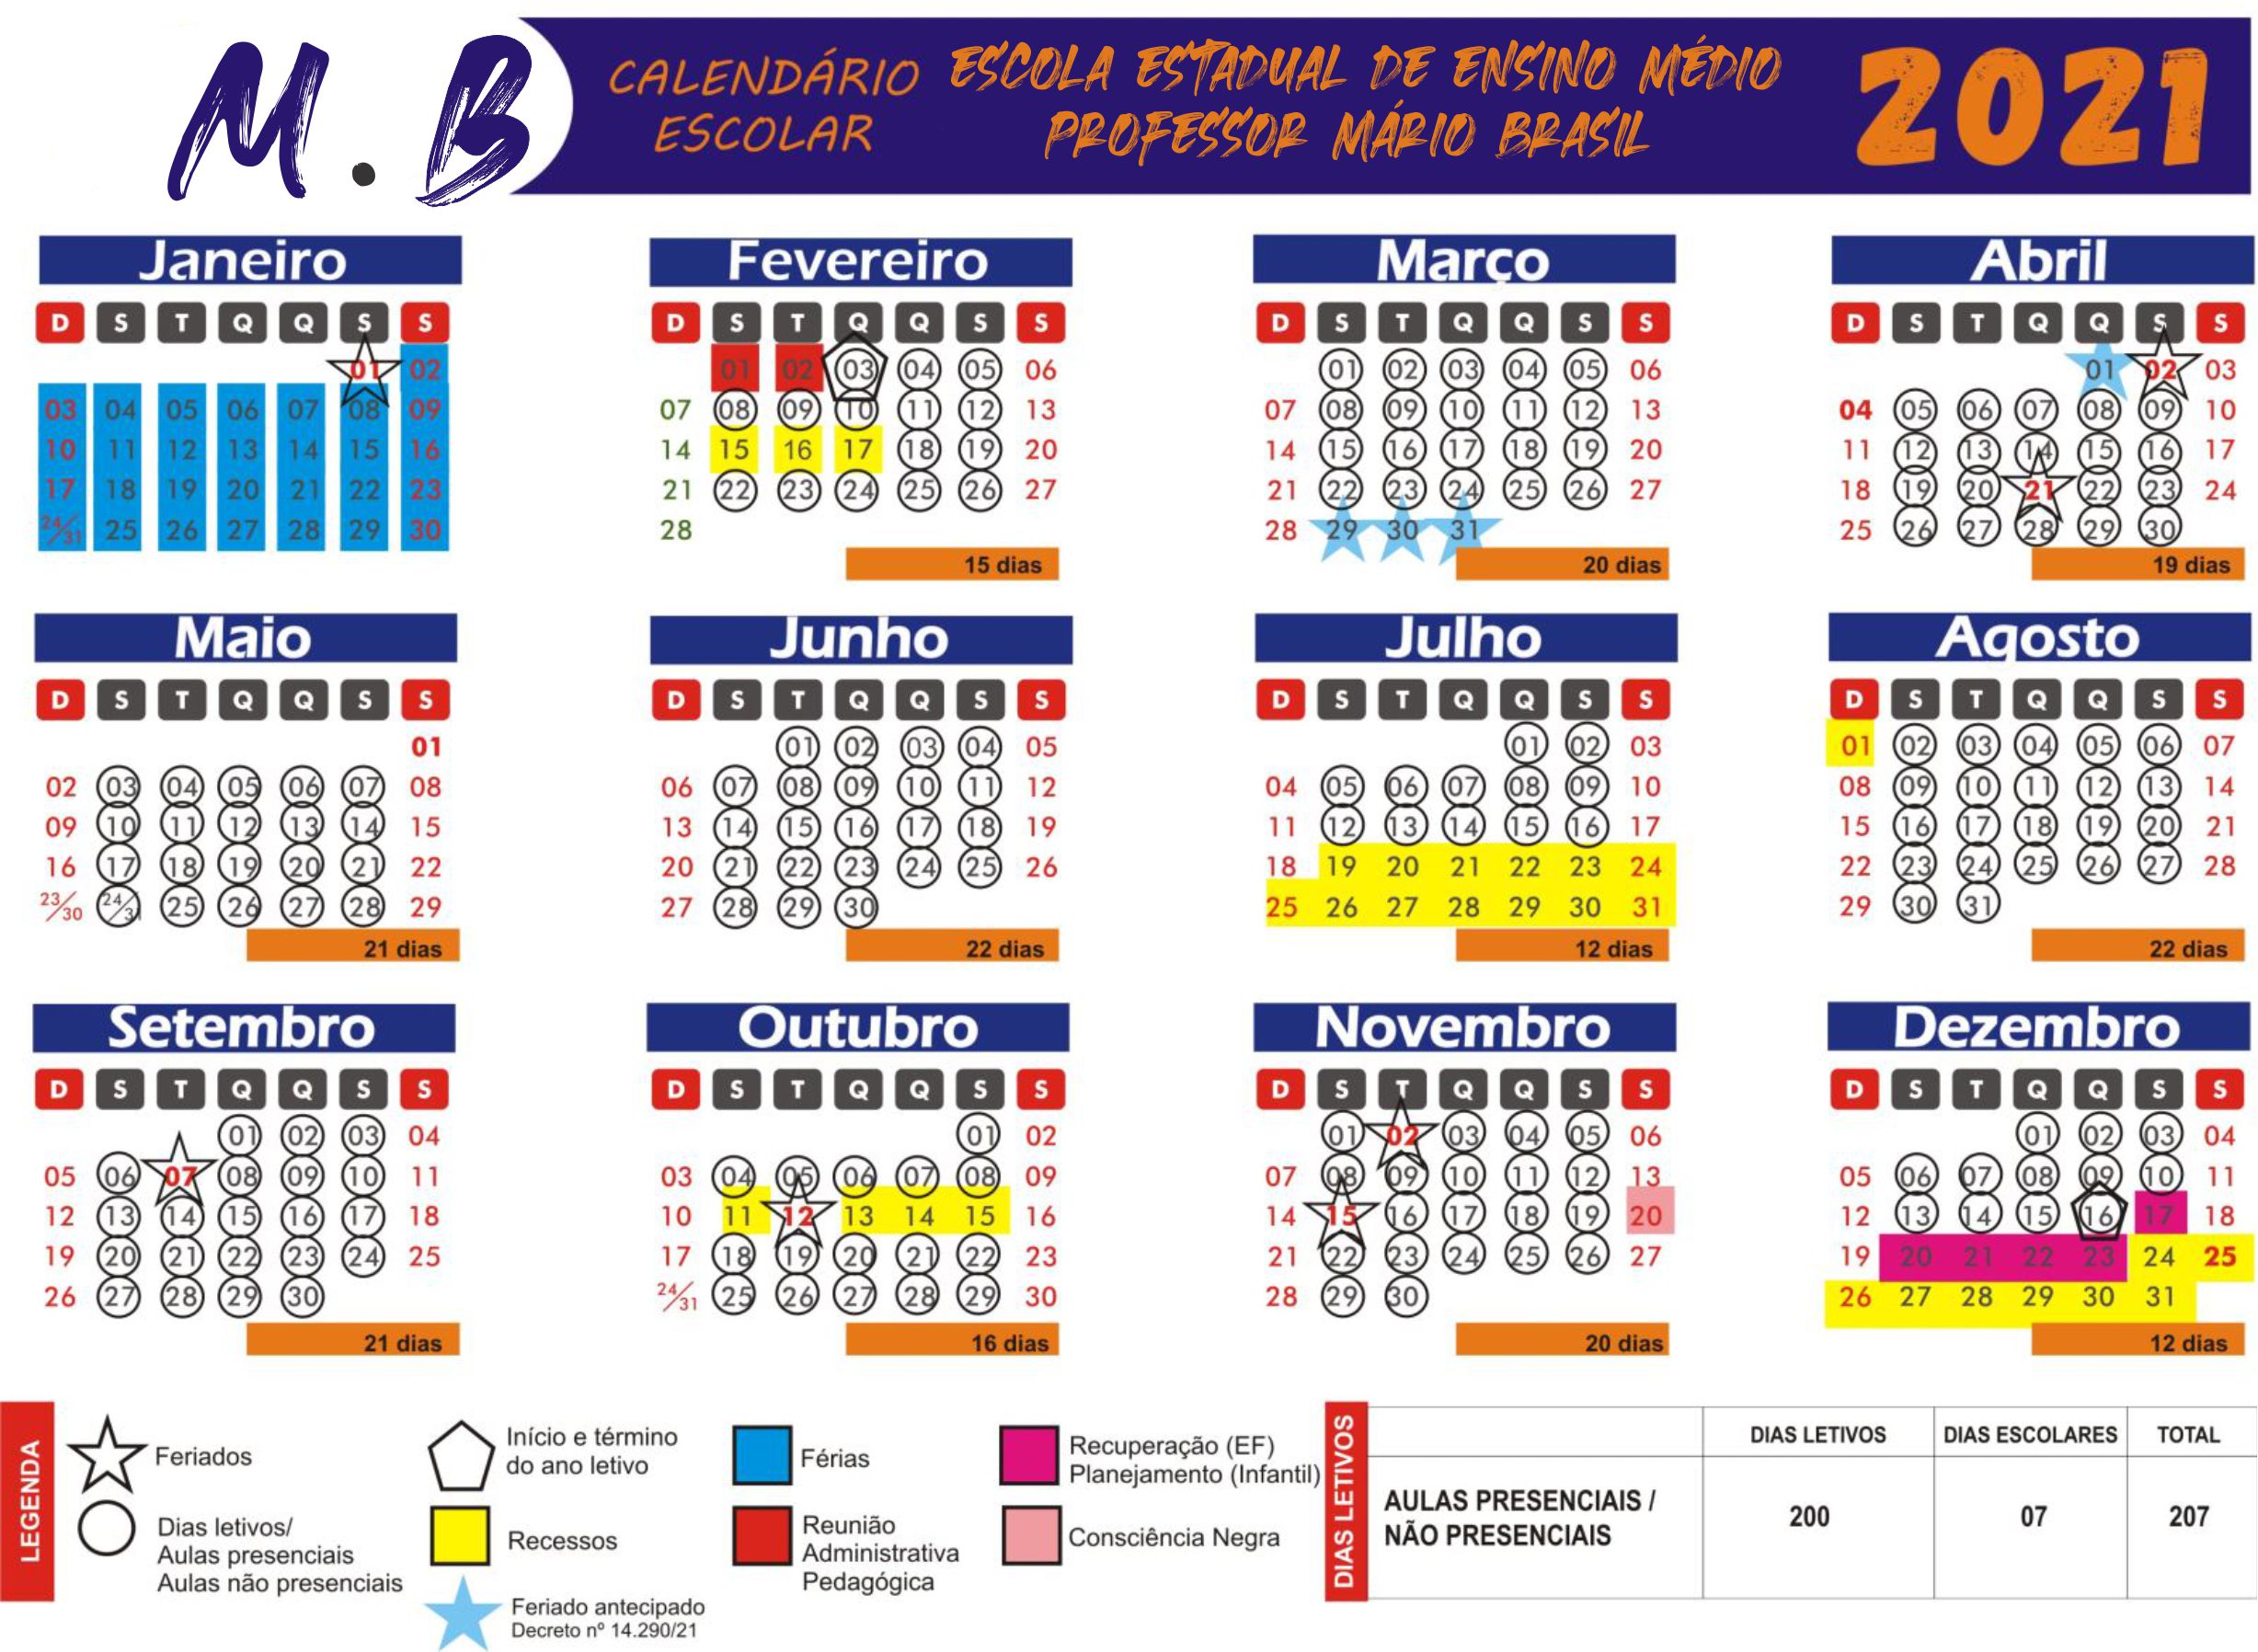 M.B
CALENDÁRIO
ESCOLAR
ESCOLA ESTADUAL DE ENSINO MÉDIO
PROFESSOR MÁRIO BRASIL
2021
Janeiro
D S T Q Q S S
01 02
03 04 05 06 07 08 09
10 11 12 13 14 15 16
17 18 19 20 21 22 23
24/31 25 26 27 28 29 30
Fevereiro
D S T Q Q S S
01 02 03 04 05 06
07 08 09 10 11 12 13
14 15 16 17 18 19 20
21 22 23 24 25 26 27
28
15 dias
Março
D S T Q Q S S
01 02 03 04 05 06
07 08 09 10 11 12 13
14 15 16 17 18 19 20
21 22 23 24 25 26 27
28 29 30 31
20 dias
Abril
D S T Q Q S S
01 02 03
04 05 06 07 08 09 10
11 12 13 14 15 16 17
18 19 20 21 22 23 24
25 26 27 28 29 30
19 dias
Maio
D S T Q Q S S
01
02 03 04 05 06 07 08
09 10 11 12 13 14 15
16 17 18 19 20 21 22
23/30 24/31 25 26 27 28 29
21 dias
Junho
D S T Q Q S S
01 02 03 04 05
06 07 08 09 10 11 12
13 14 15 16 17 18 19
20 21 22 23 24 25 26
27 28 29 30
22 dias
Julho
D S T Q Q S S
01 02 03
04 05 06 07 08 09 10
11 12 13 14 15 16 17
18 19 20 21 22 23 24
25 26 27 28 29 30 31
12 dias
Agosto
D S T Q Q S S
01 02 03 04 05 06 07
08 09 10 11 12 13 14
15 16 17 18 19 20 21
22 23 24 25 26 27 28
29 30 31
22 dias
Setembro
D S T Q Q S S
01 02 03 04
05 06 07 08 09 10 11
12 13 14 15 16 17 18
19 20 21 22 23 24 25
26 27 28 29 30
21 dias
Outubro
D S T Q Q S S
01 02
03 04 05 06 07 08 09
10 11 12 13 14 15 16
17 18 19 20 21 22 23
24/31 25 26 27 28 29 30
16 dias
Novembro
D S T Q Q S S
01 02 03 04 05 06
07 08 09 10 11 12 13
14 15 16 17 18 19 20
21 22 23 24 25 26 27
28 29 30
20 dias
Dezembro
D S T Q Q S S
01 02 03 04
05 06 07 08 09 10 11
12 13 14 15 16 17 18
19 20 21 22 23 24 25
26 27 28 29 30 31
12 dias
LEGENDA
Feriados
Dias letivos/
Aulas presenciais
Aulas não presenciais
Início e término
do ano letivo
Recessos
Feriado antecipado
Decreto nº 14.290/21
Férias
Reunião
Administrativa
Pedagógica
Recuperação (EF)
Planejamento (Infantil)
Consciência Negra
DIAS LETIVOS
DIAS LETIVOS DIAS ESCOLARES TOTAL
AULAS PRESENCIAIS /
NÃO PRESENCIAIS
200 07 207